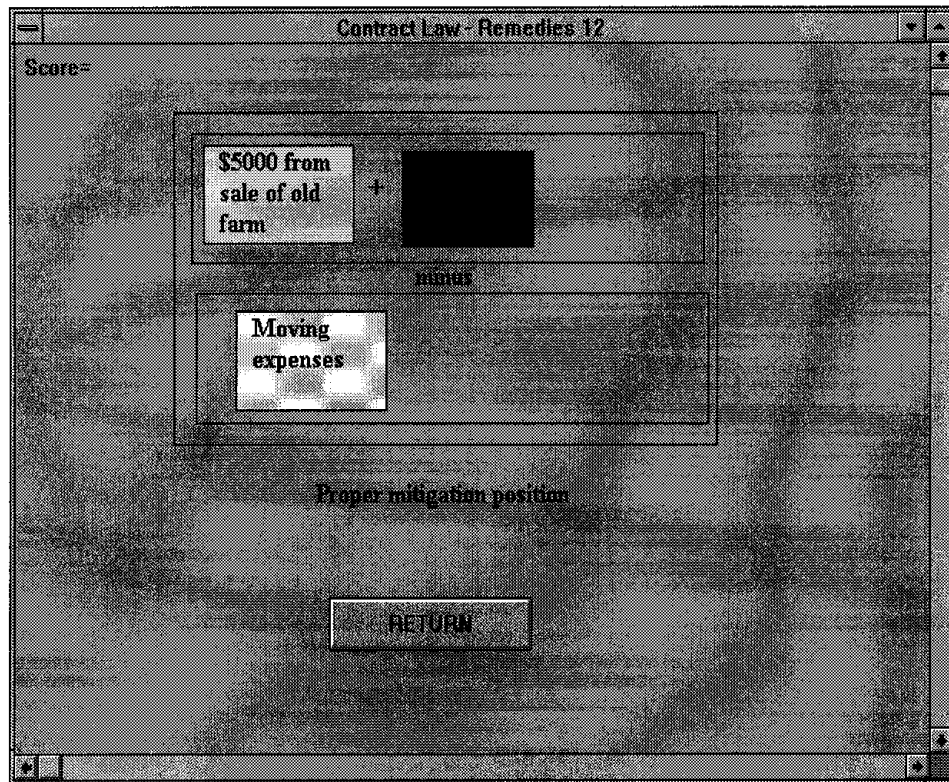 Contract Law - Remedies 12
Score=
$5000 from
sale of old
farm
+
minus
Moving
expenses
Proper mitigation position
RETURN